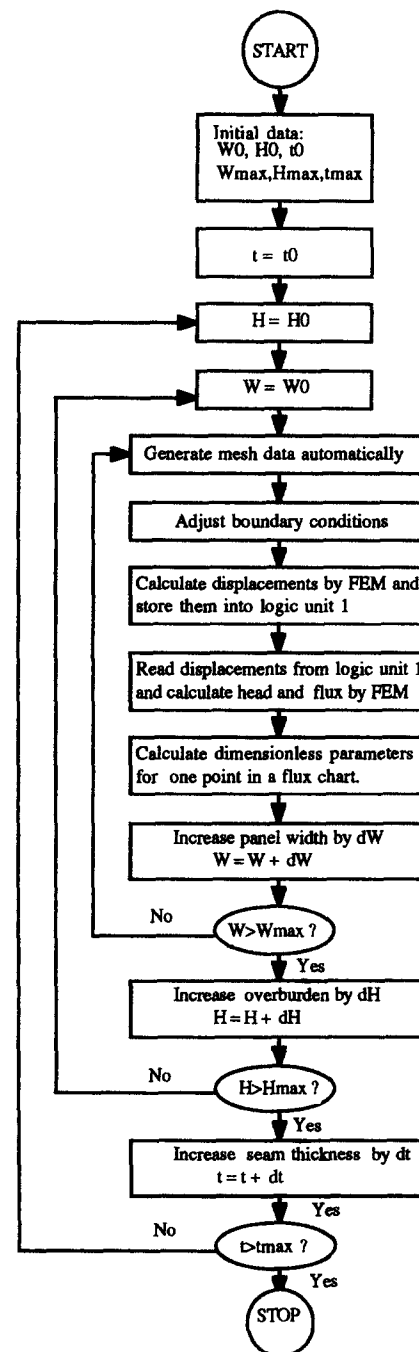 START
Initial data:
W0, H0, t0
Wmax,Hmax,tmax
t = t0
H = H0
W = W0
Generate mesh data automatically
Adjust boundary conditions
Calculate displacements by FEM and
store them into logic unit 1
Read displacements from logic unit 1
and calculate head and flux by FEM
Calculate dimensionless parameters
for one point in a flux chart.
Increase panel width by dW
W = W + dW
No
W>Wmax ?
Yes
Increase overburden by dH
H = H + dH
No
H>Hmax ?
Yes
Increase seam thickness by dt
t = t + dt
Yes
No
t>tmax ?
Yes
STOP